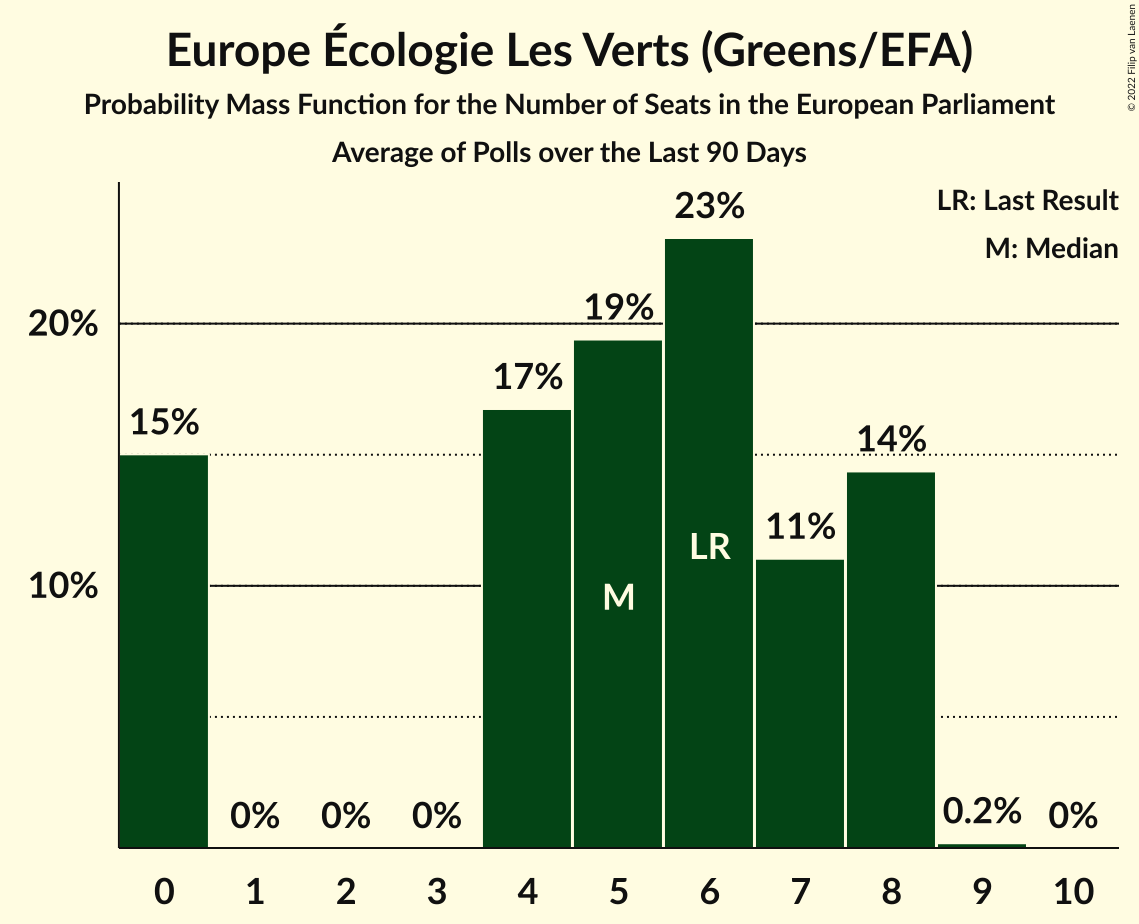 Europe Écologie Les Verts (Greens/EFA)
Probability Mass Function for the Number of Seats in the European Parliament
Average of Polls over the Last 90 Days
© 2022 Filip van Laenen
LR: Last Result
M: Median
20%
10%
15%
0%
0%
0%
17%
19%
23%
11%
14%
0.2%
0%
M
LR
0 1 2 3 4 5 6 7 8 9 10